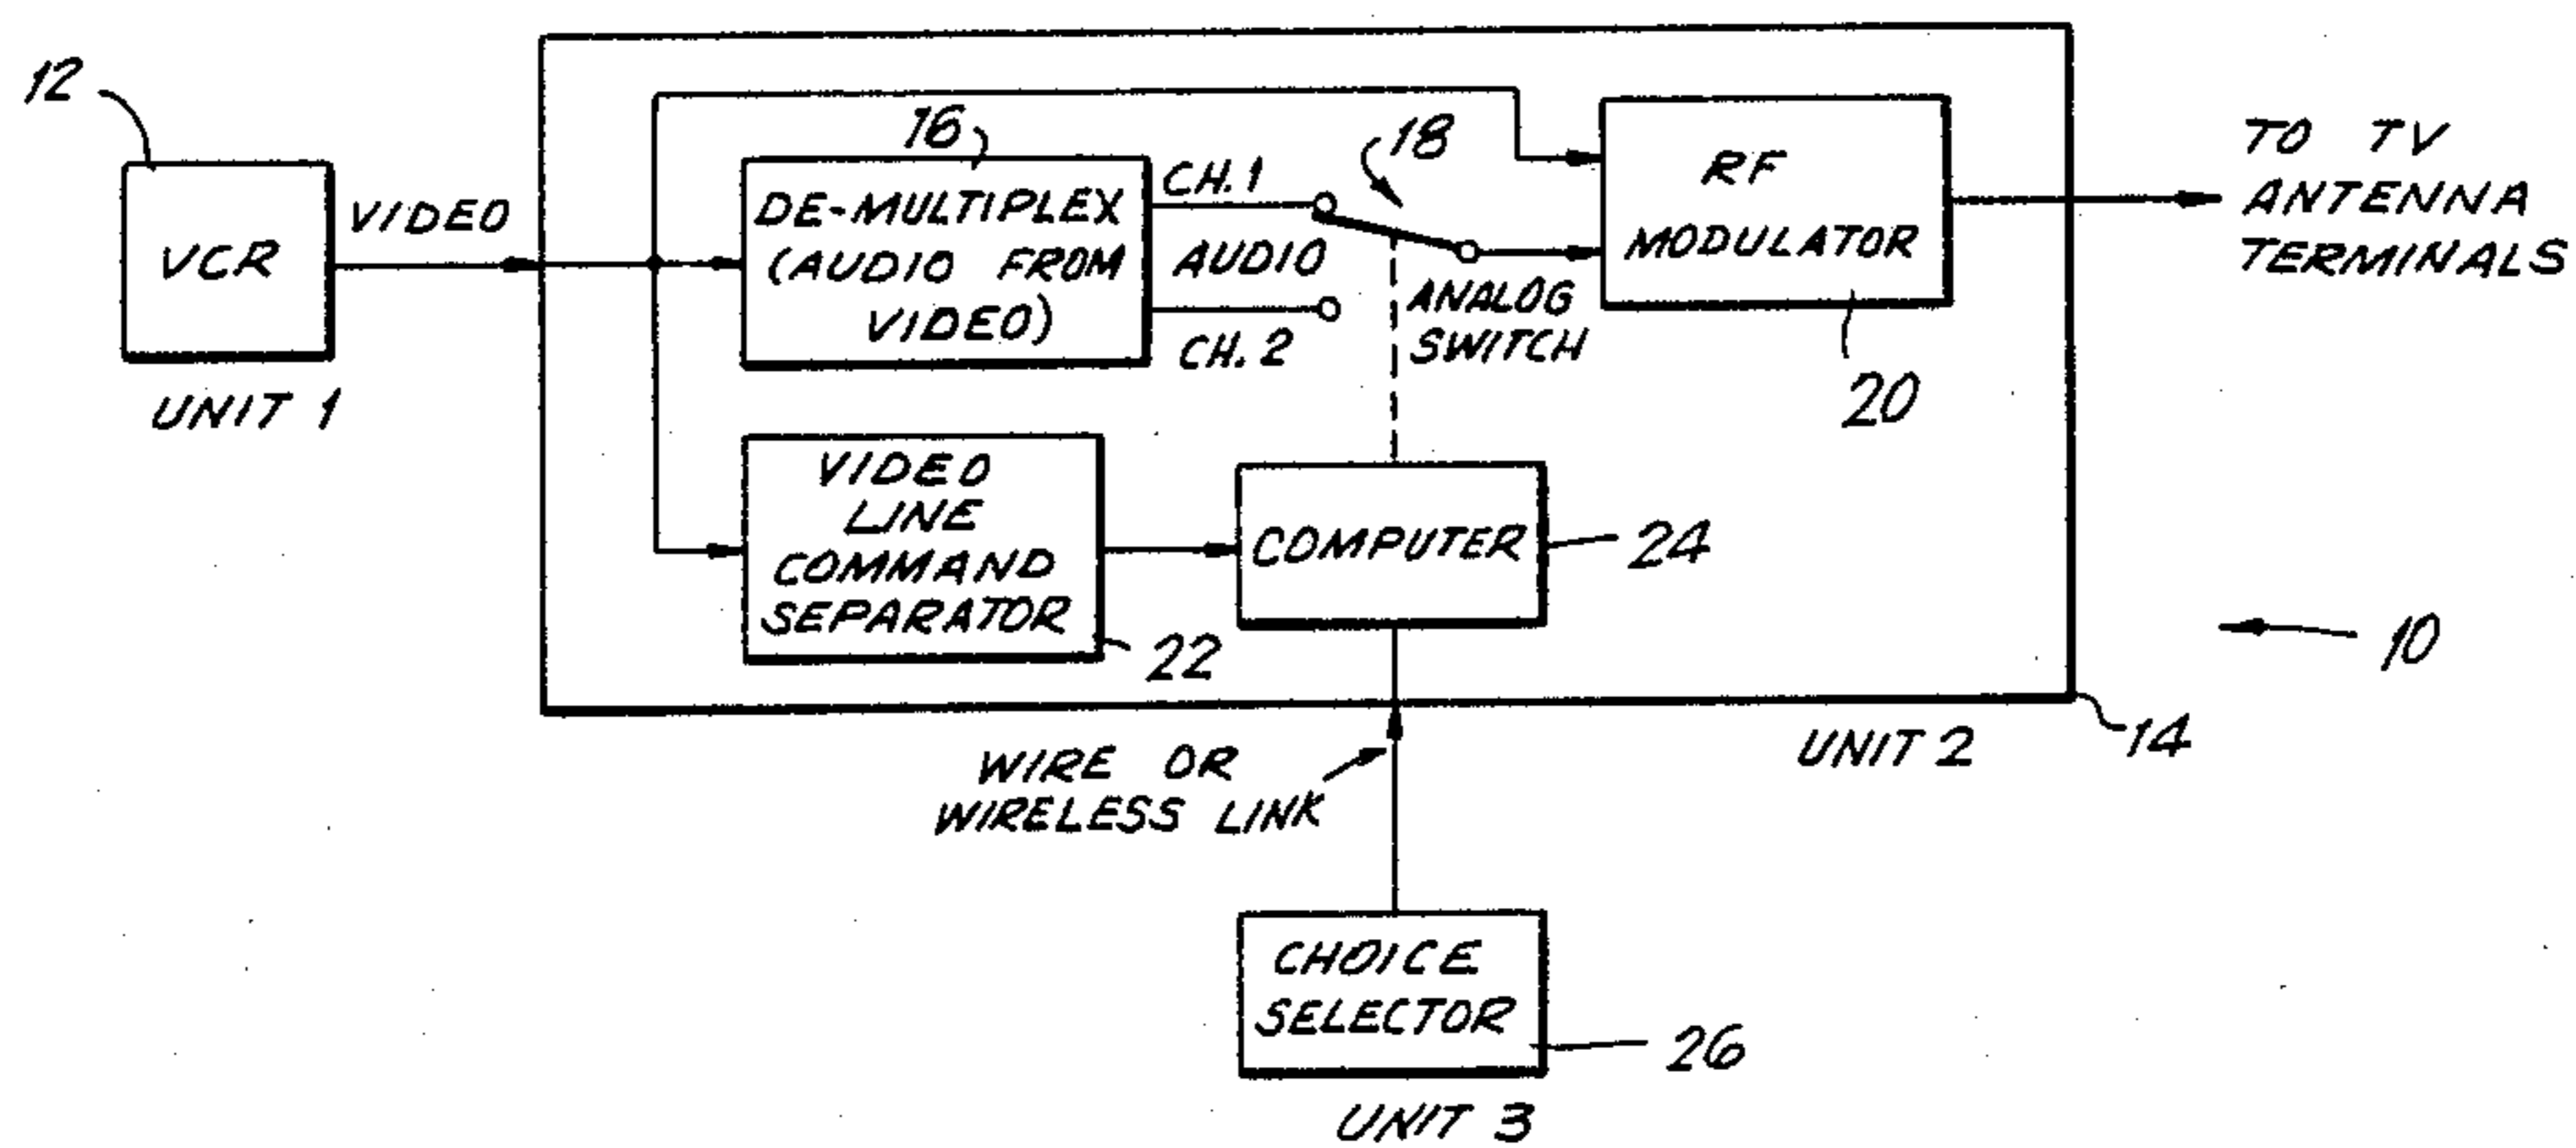 12
VCR
UNIT 1
VIDEO
16
DE-MULTIPLEX
(AUDIO FROM
VIDEO)
CH. 1
AUDIO
CH. 2
18
ANALOG
SWITCH
RF
MODULATOR
20
TO TV
ANTENNA
TERMINALS
VIDEO
LINE
COMMAND
SEPARATOR
22
COMPUTER
24
10
14
UNIT 2
WIRE OR
WIRELESS LINK
CHOICE
SELECTOR
26
UNIT 3